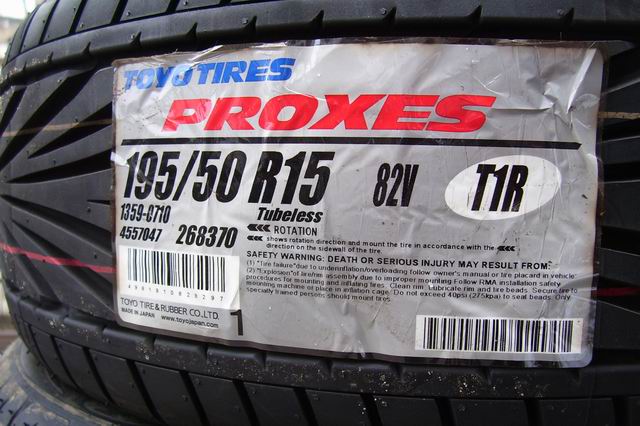 TOYO TIRES
PROXES
195/50 R15 82V T1R
1359-0710 Tubeless
4557047 268370
ROTATION
shows rotation direction and mount the tire in accordance with the
direction on the sidewall of the tire.
SAFETY WARNING: DEATH OR SERIOUS INJURY MAY RESULT FROM:
(1) "Tire failure" due to underinflation/overloading follow owner's manual or tire placard in vehicle
(2) "Explosion of tire/rim assembly due to improper mounting Follow RMA installation safety
procedures for mounting and inflating tires. Clean rim. Lubricate rim and tire beads. Secure tire to
mounting machine or place in inflation cage. Do not exceed 40psi (275kpa) to seat beads. Only
specially trained persons should mount tires.
4981910829297
TOYO TIRE & RUBBER CO.,LTD.
MADE IN JAPAN www.toyojapan.com
1